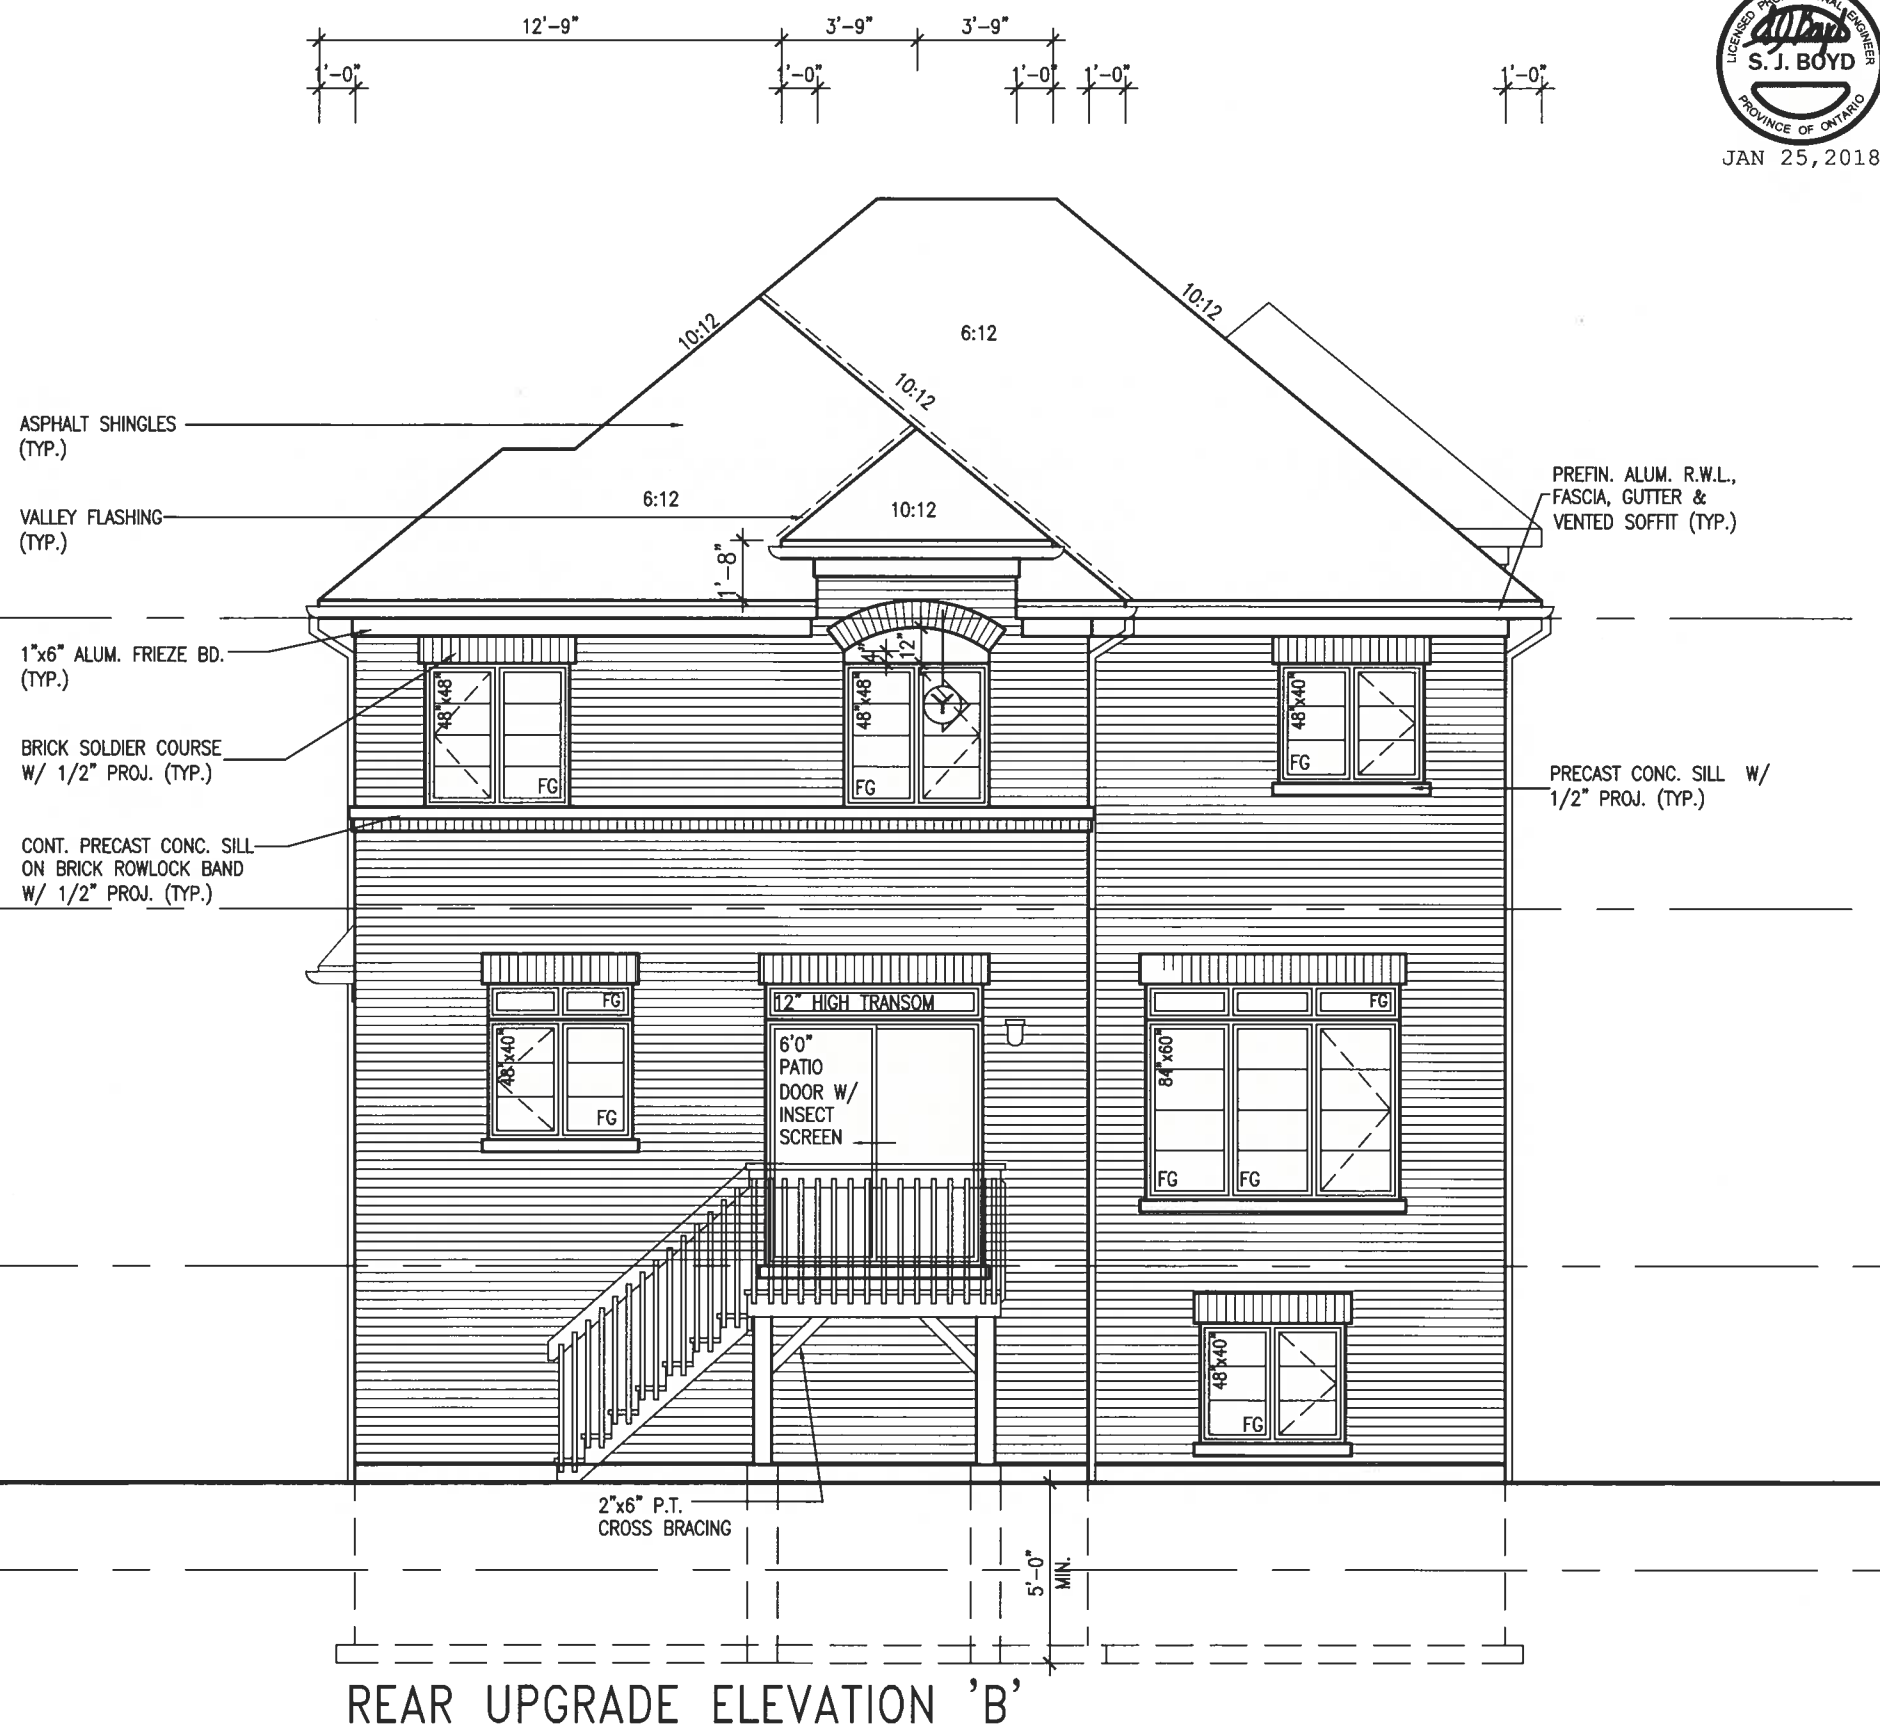 12'-9" 3'-9" 3'-9"
1'-0" 1'-0" 1'-0" 1'-0" 1'-0"
LICENSED PROFESSIONAL ENGINEER
S. J. BOYD
PROVINCE OF ONTARIO
JAN 25,2018
10:12
10:12
6:12
10:12
ASPHALT SHINGLES
(TYP.)
6:12
10:12
VALLEY FLASHING
(TYP.)
1'-8"
PREFIN. ALUM. R.W.L.,
FASCIA, GUTTER &
VENTED SOFFIT (TYP.)
1"x6" ALUM. FRIEZE BD.
(TYP.)
4"
12"
48"x48"
FG
48"x48"
FG
Y
48"x40"
FG
BRICK SOLDIER COURSE
W/ 1/2" PROJ. (TYP.)
PRECAST CONC. SILL W/
1/2" PROJ. (TYP.)
CONT. PRECAST CONC. SILL
ON BRICK ROWLOCK BAND
W/ 1/2" PROJ. (TYP.)
FG
48"x40"
FG
12" HIGH TRANSOM
6'0"
PATIO
DOOR W/
INSECT
SCREEN
FG
84"x60"
FG FG
48"x40"
FG
2"x6" P.T.
CROSS BRACING
5'-0"
MIN.
REAR UPGRADE ELEVATION 'B'